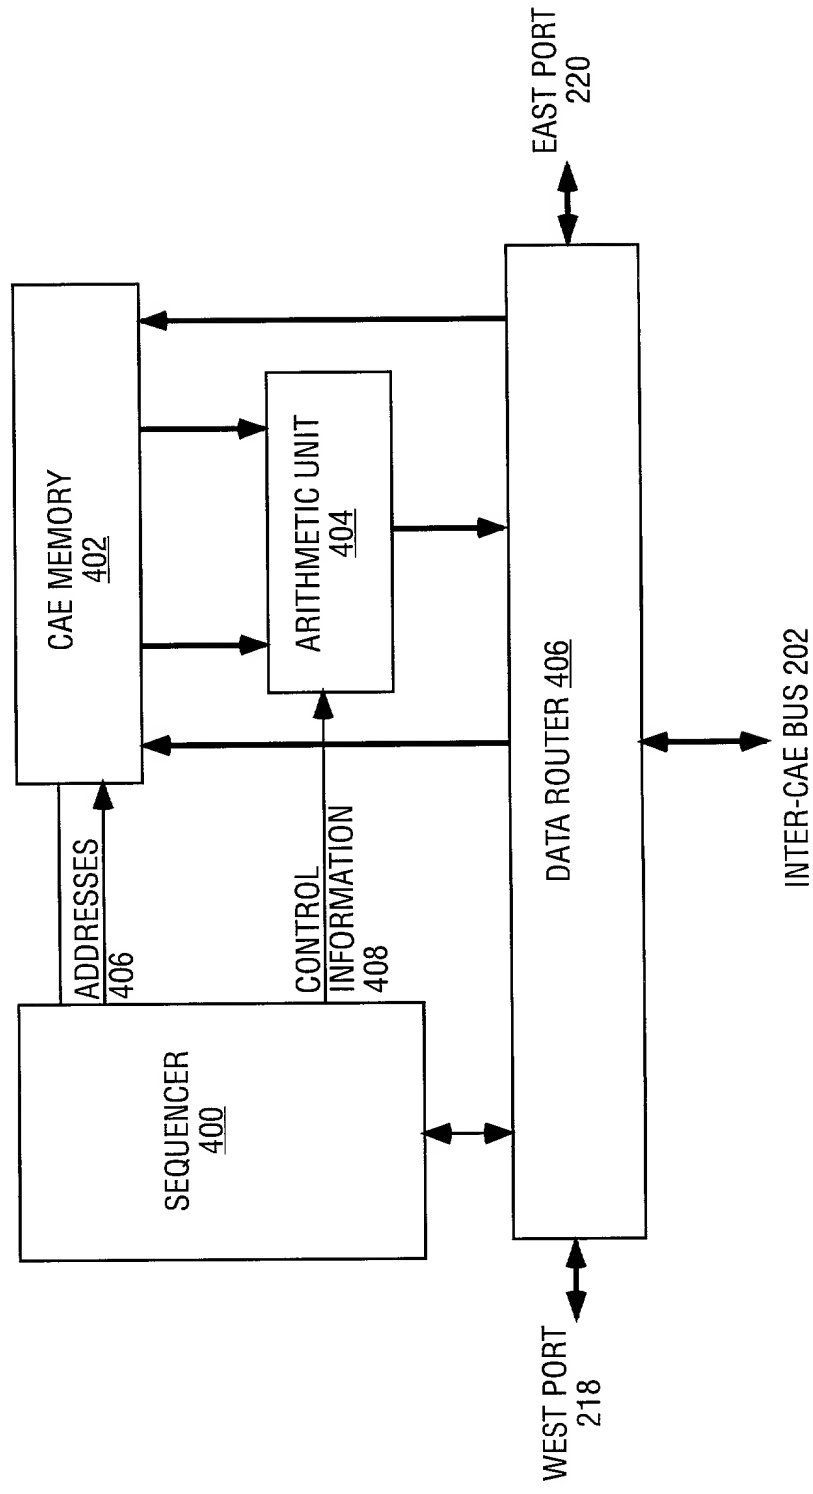 CAE MEMORY
402
ADDRESSES
406
SEQUENCER
400
ARITHMETIC UNIT
404
CONTROL
INFORMATION
408
WEST PORT
218
DATA ROUTER 406
EAST PORT
220
INTER-CAE BUS 202